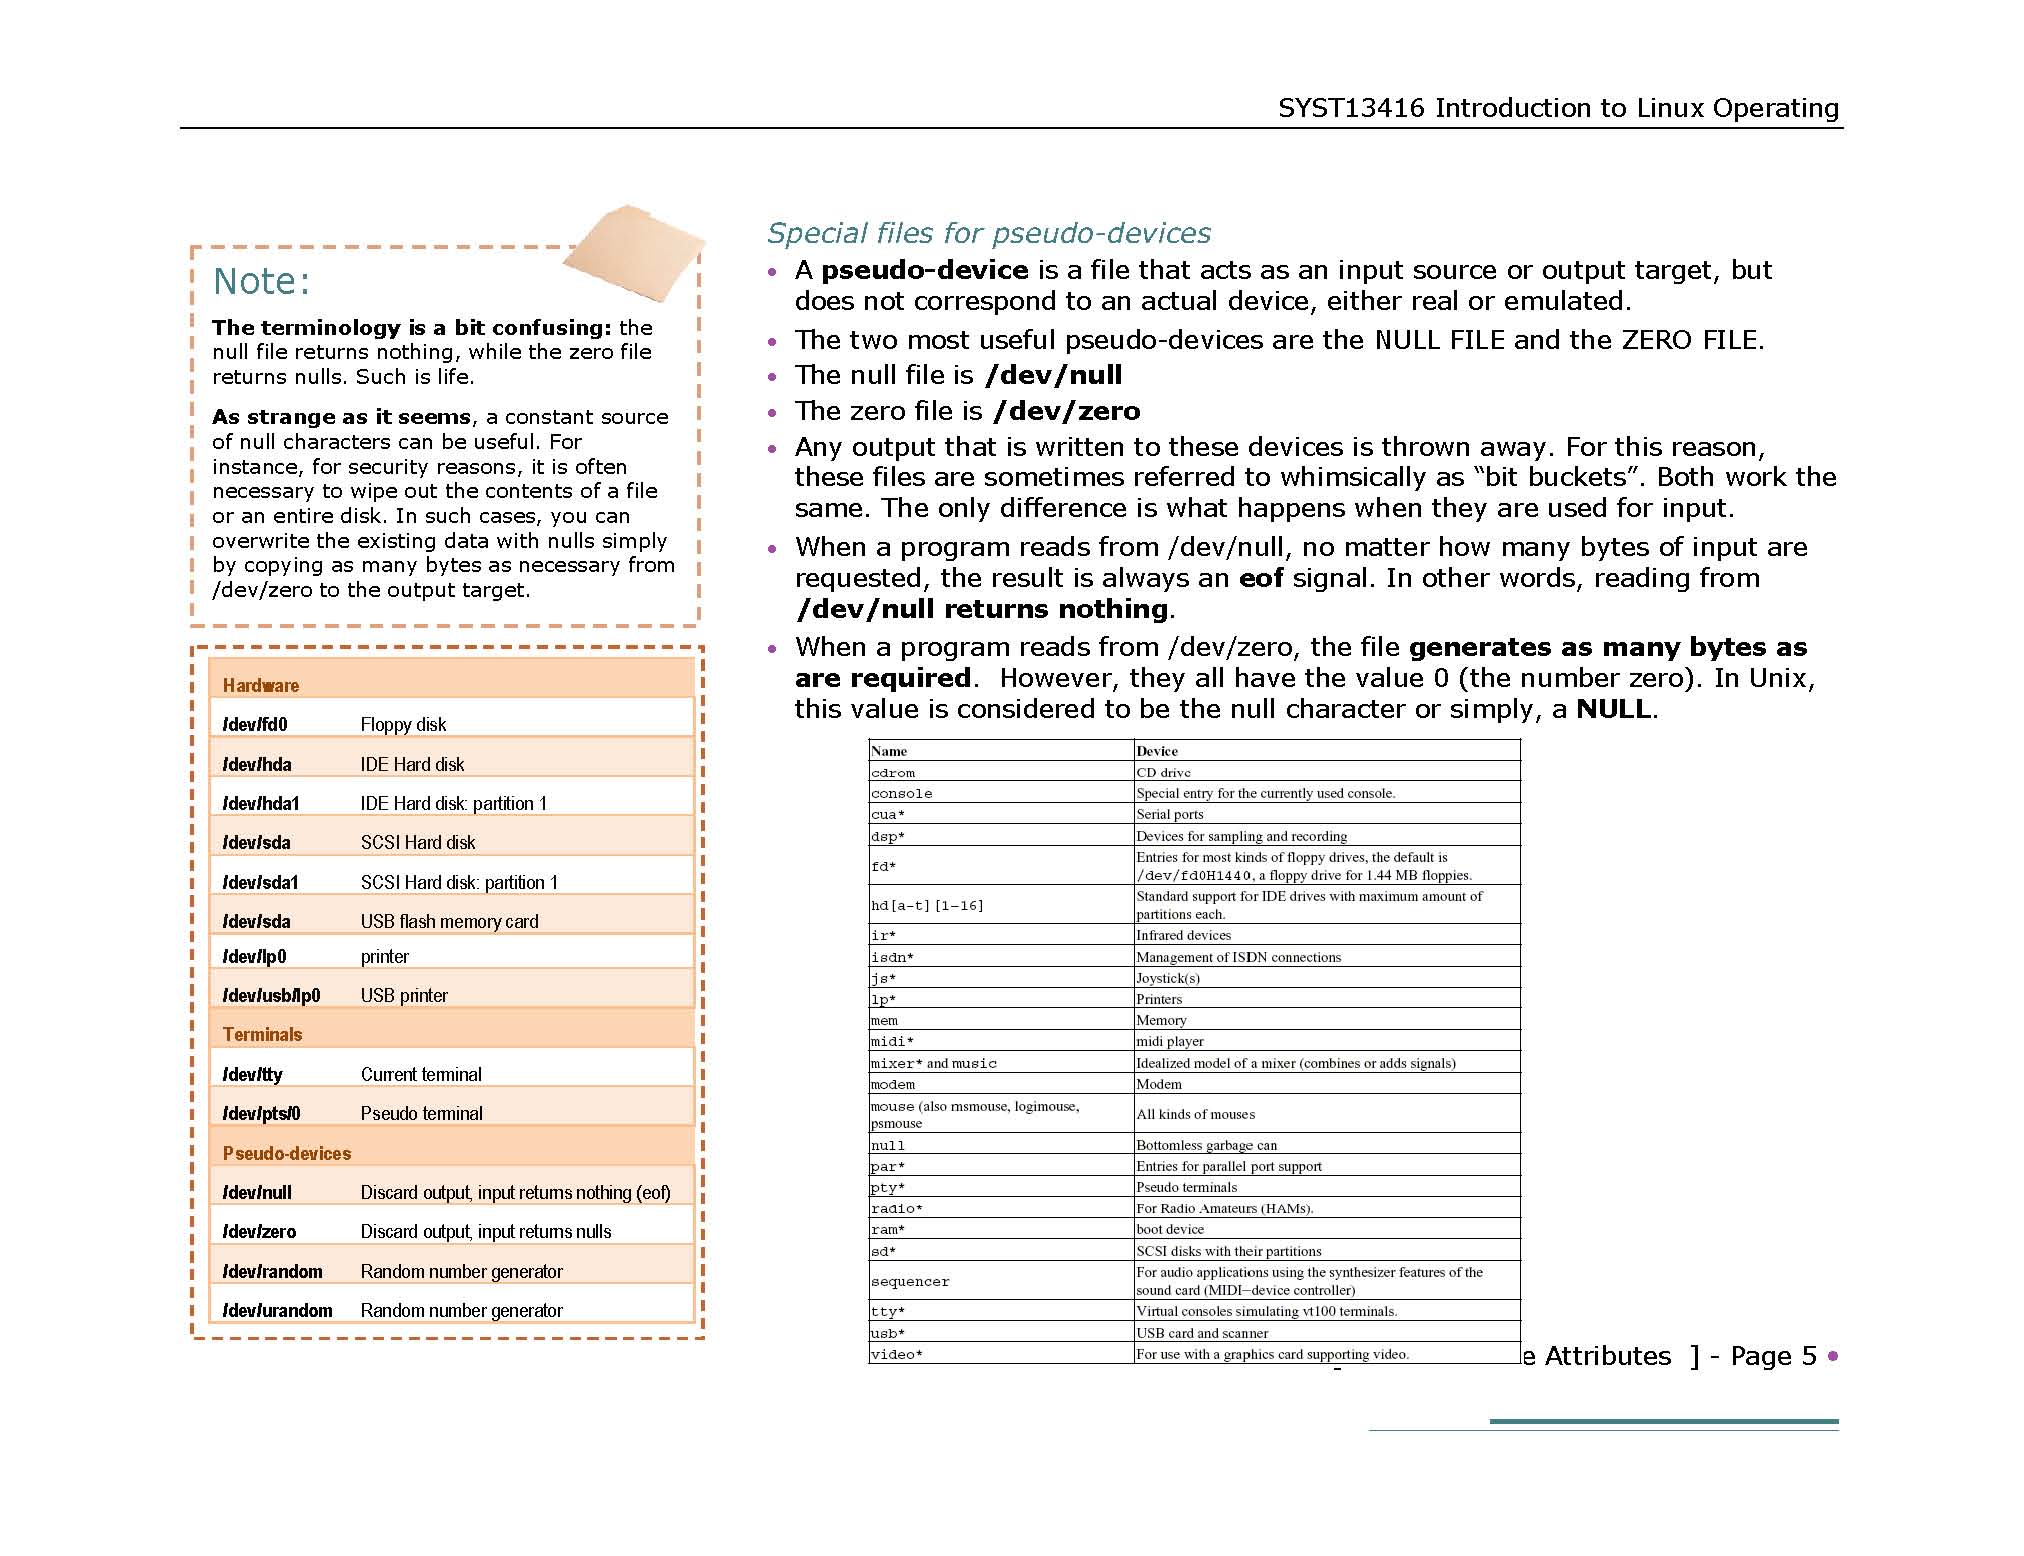 SYST13416 Introduction to Linux Operating
Note:
The terminology is a bit confusing: the
null file returns nothing, while the zero file
returns nulls. Such is life.
As strange as it seems, a constant source
of null characters can be useful. For
instance, for security reasons, it is often
necessary to wipe out the contents of a file
or an entire disk. In such cases, you can
overwrite the existing data with nulls simply
by copying as many bytes as necessary from
/dev/zero to the output target.
Hardware
/dev/fd0 Floppy disk
/dev/hda IDE Hard disk
/dev/hda1 IDE Hard disk: partition 1
/dev/sda SCSI Hard disk
/dev/sda1 SCSI Hard disk: partition 1
/dev/sda USB flash memory card
/dev/lp0 printer
/dev/usb/lp0 USB printer
Terminals
/dev/tty Current terminal
/dev/pts/0 Pseudo terminal
Pseudo-devices
/dev/null Discard output, input returns nothing (eof)
/dev/zero Discard output, input returns nulls
/dev/random Random number generator
/dev/urandom Random number generator
Special files for pseudo-devices
• A pseudo-device is a file that acts as an input source or output target, but
does not correspond to an actual device, either real or emulated.
• The two most useful pseudo-devices are the NULL FILE and the ZERO FILE.
• The null file is /dev/null
• The zero file is /dev/zero
• Any output that is written to these devices is thrown away. For this reason,
these files are sometimes referred to whimsically as “bit buckets”. Both work the
same. The only difference is what happens when they are used for input.
• When a program reads from /dev/null, no matter how many bytes of input are
requested, the result is always an eof signal. In other words, reading from
/dev/null returns nothing.
• When a program reads from /dev/zero, the file generates as many bytes as
are required. However, they all have the value 0 (the number zero). In Unix,
this value is considered to be the null character or simply, a NULL.
Name Device
cdrom CD drive
console Special entry for the currently used console.
cua* Serial ports
dsp* Devices for sampling and recording
fd* Entries for most kinds of floppy drives, the default is
/dev/fd0H1440, a floppy drive for 1.44 MB floppies.
hd[a-t][1-16] Standard support for IDE drives with maximum amount of
partitions each.
ir* Infrared devices
isdn* Management of ISDN connections
js* Joystick(s)
lp* Printers
mem Memory
midi* midi player
mixer* and music Idealized model of a mixer (combines or adds signals)
modem Modem
mouse (also msmouse, logimouse,
psmouse All kinds of mouses
null Bottomless garbage can
par* Entries for parallel port support
pty* Pseudo terminals
radio* For Radio Amateurs (HAMs).
ram* boot device
sd* SCSI disks with their partitions
sequencer For audio applications using the synthesizer features of the
sound card (MIDI-device controller)
tty* Virtual consoles simulating vt100 terminals.
usb* USB card and scanner
video* For use with a graphics card supporting video.
e Attributes ] - Page 5 •